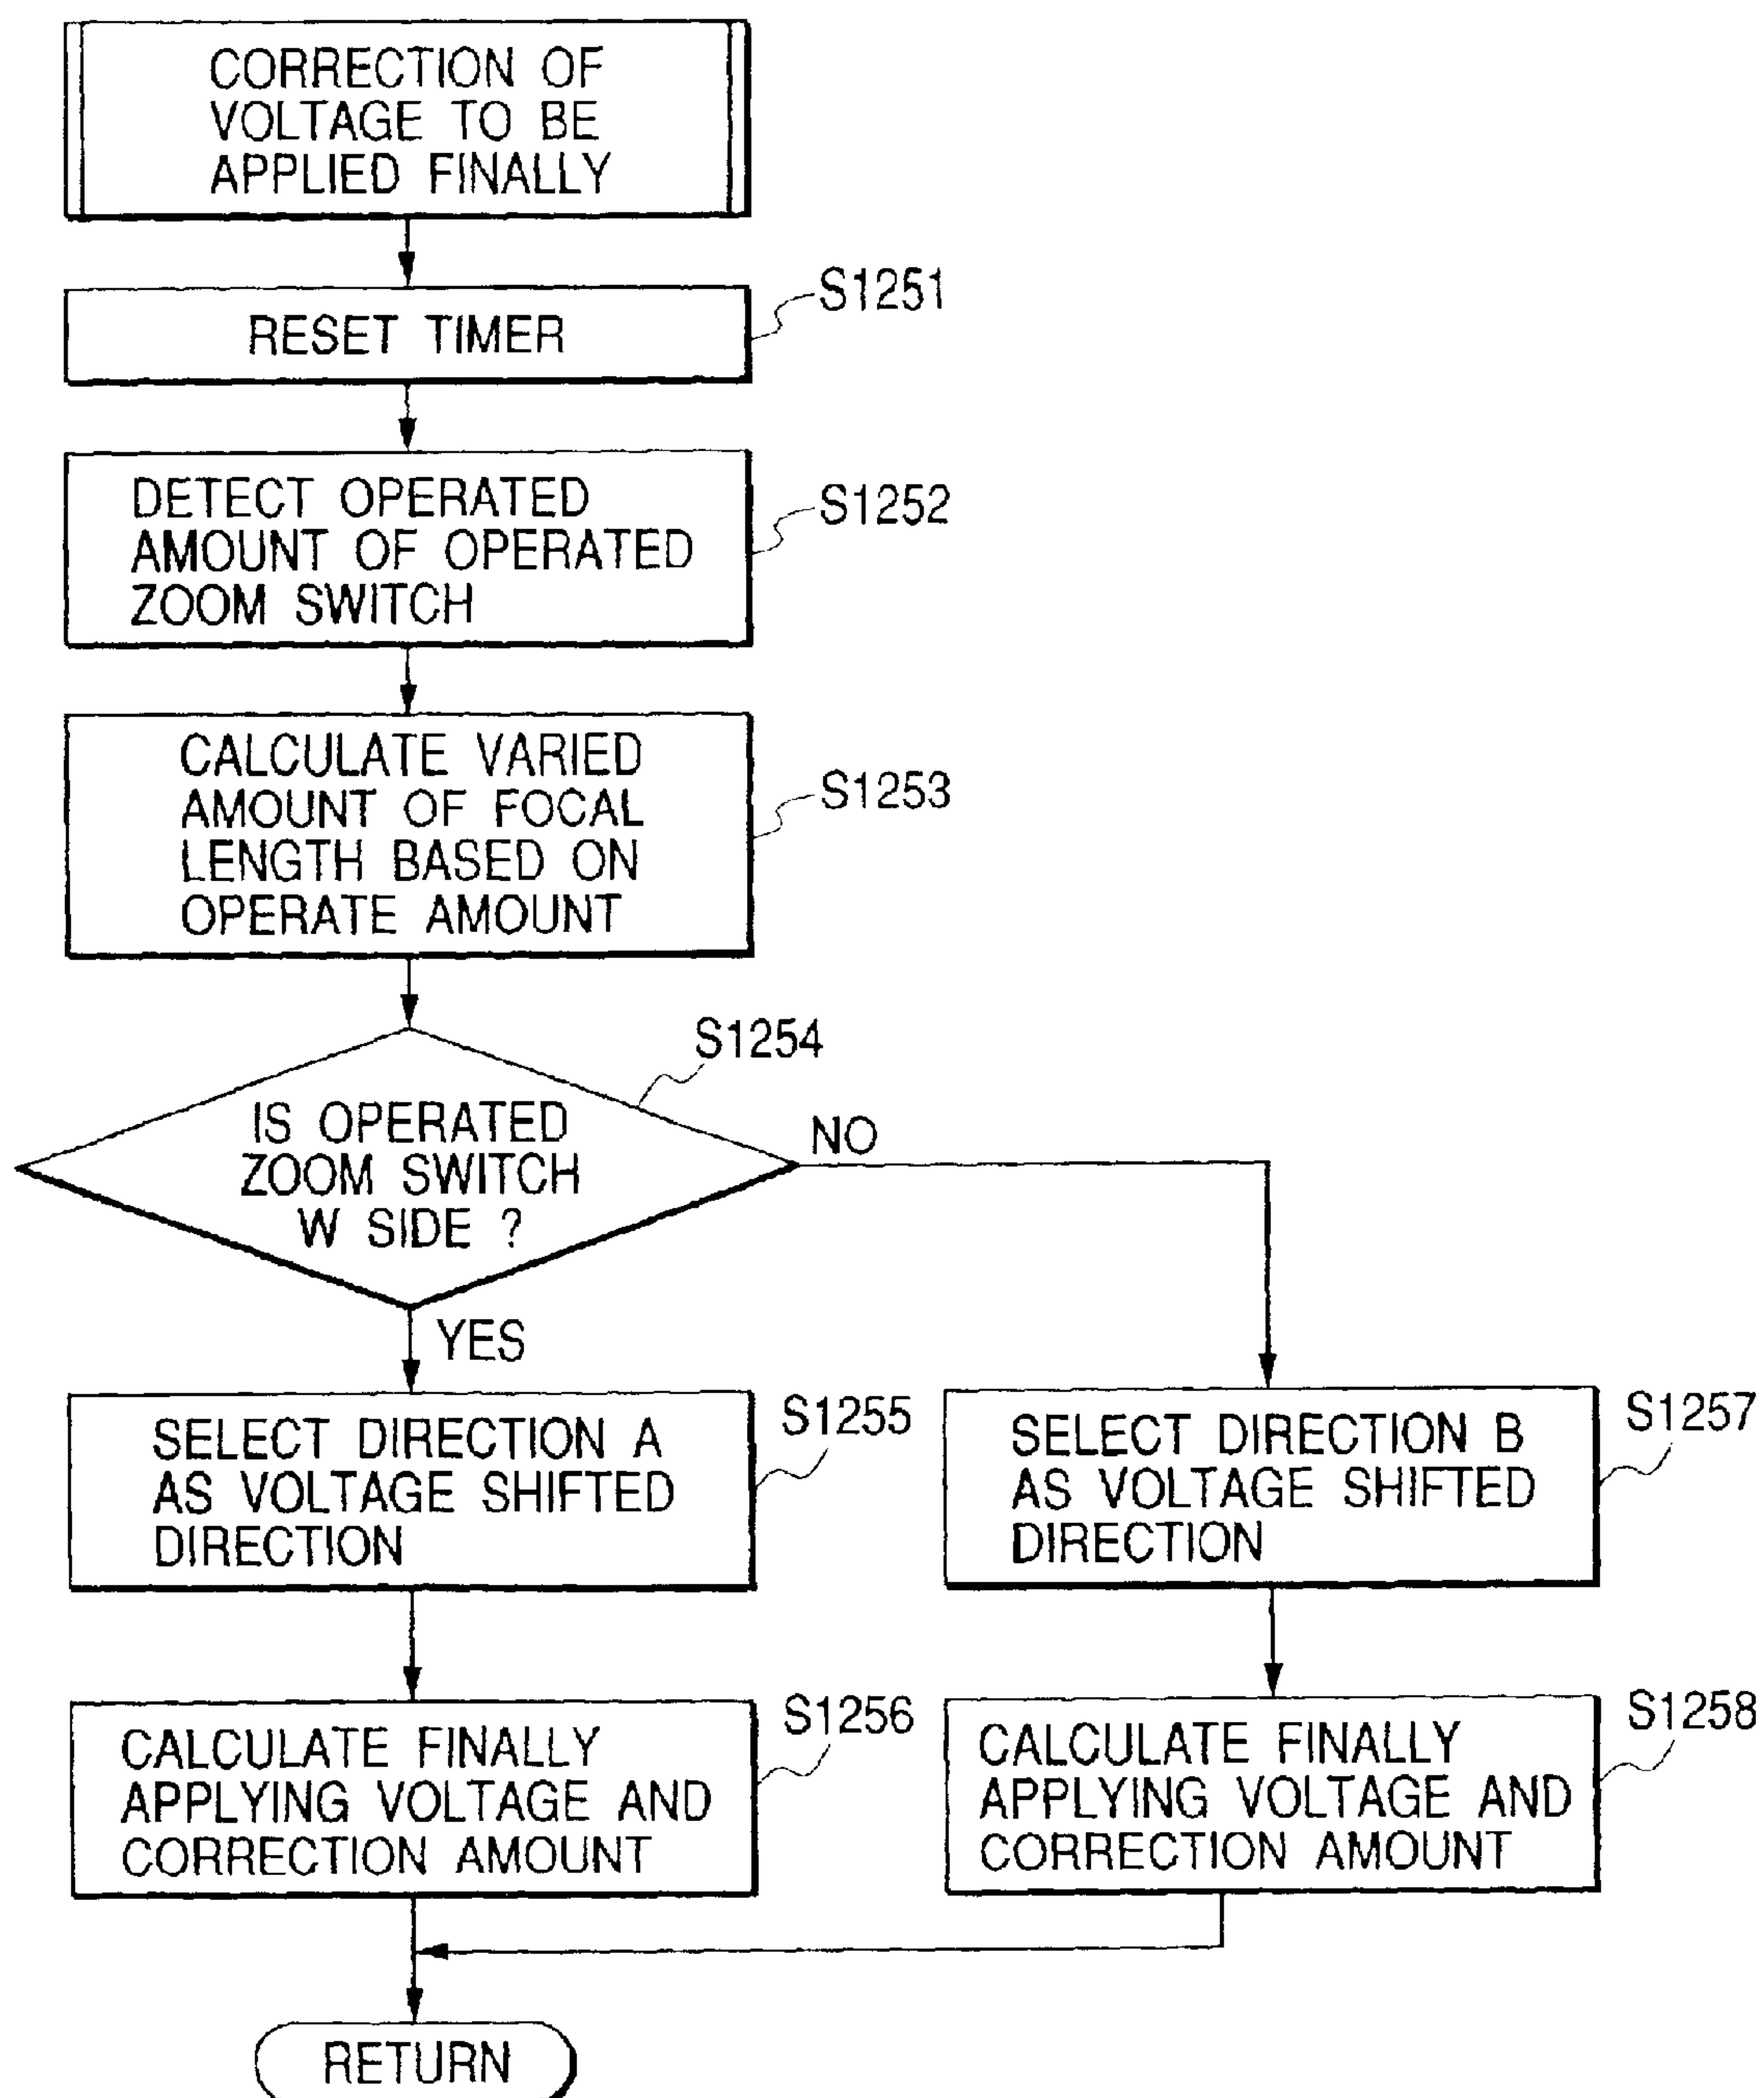 CORRECTION OF
VOLTAGE TO BE
APPLIED FINALLY
S1251
RESET TIMER
S1252
DETECT OPERATED
AMOUNT OF OPERATED
ZOOM SWITCH
S1253
CALCULATE VARIED
AMOUNT OF FOCAL
LENGTH BASED ON
OPERATE AMOUNT
S1254
IS OPERATED
ZOOM SWITCH
W SIDE ?
NO
YES
S1255
SELECT DIRECTION A
AS VOLTAGE SHIFTED
DIRECTION
S1257
SELECT DIRECTION B
AS VOLTAGE SHIFTED
DIRECTION
S1256
CALCULATE FINALLY
APPLYING VOLTAGE AND
CORRECTION AMOUNT
S1258
CALCULATE FINALLY
APPLYING VOLTAGE AND
CORRECTION AMOUNT
RETURN